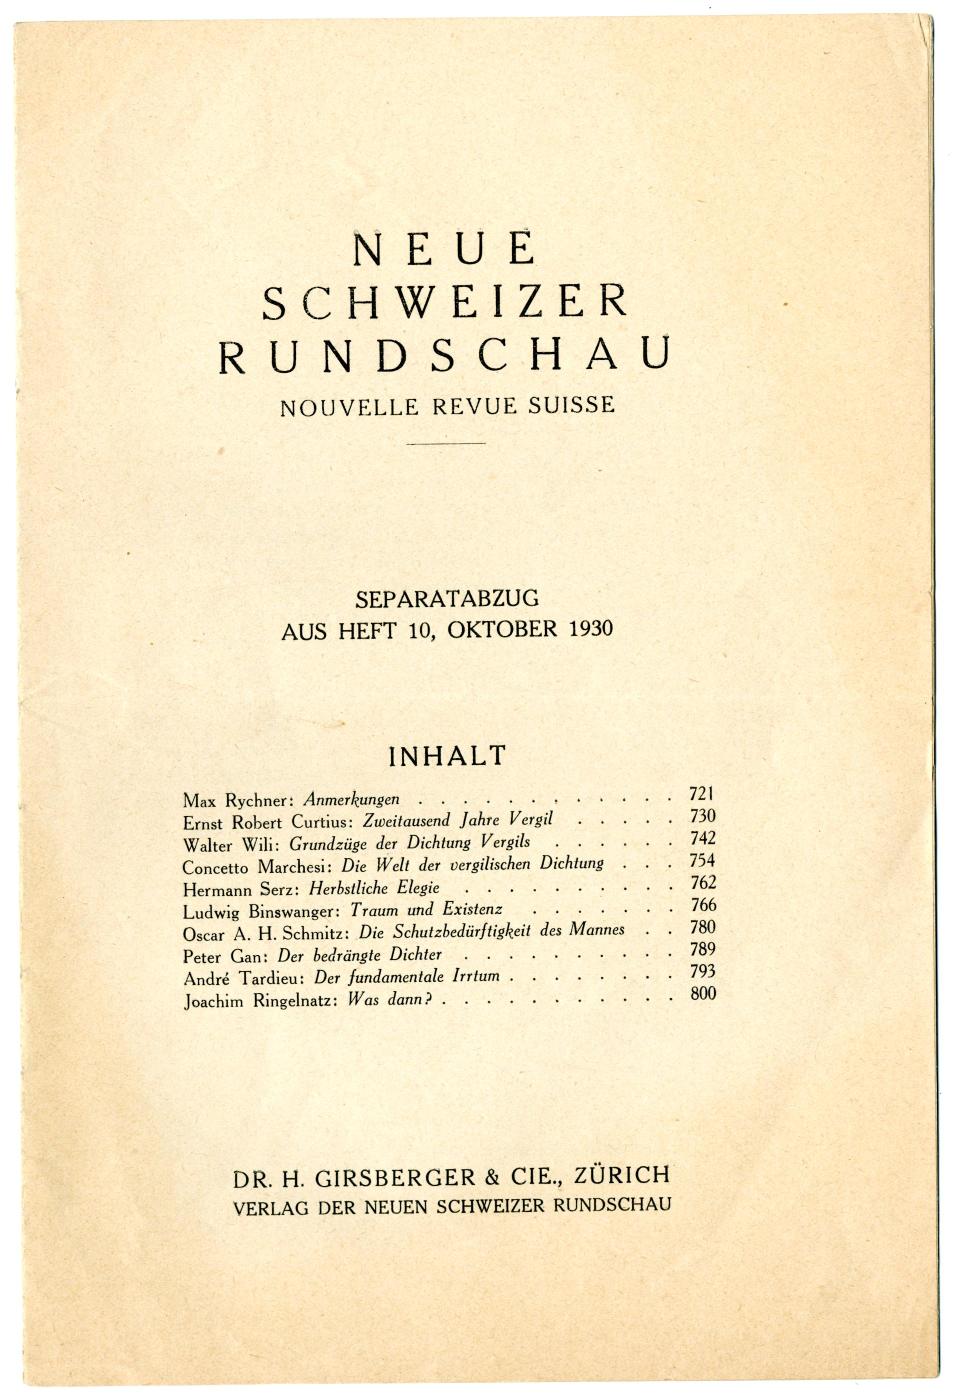 NEUE
SCHWEIZER
RUNDSCHAU
NOUVELLE REVUE SUISSE
SEPARATABZUG
AUS HEFT 10, OKTOBER 1930
INHALT
Max Rychner: Anmerkungen . . . . . . . . . . . . 721
Ernst Robert Curtius: Zweitausend Jahre Vergil . . . . . 730
Walter Wili: Grundzüge der Dichtung Vergils . . . . . . 742
Concetto Marchesi: Die Welt der vergilischen Dichtung . . . 754
Hermann Serz: Herbstliche Elegie . . . . . . . . . . 762
Ludwig Binswanger: Traum und Existenz . . . . . . . 766
Oscar A. H. Schmitz: Die Schutzbedürftigkeit des Mannes . . 780
Peter Gan: Der bedrängte Dichter . . . . . . . . . . 789
André Tardieu: Der fundamentale Irrtum . . . . . . . . 793
Joachim Ringelnatz: Was dann? . . . . . . . . . . . 800
DR. H. GIRSBERGER & CIE., ZÜRICH
VERLAG DER NEUEN SCHWEIZER RUNDSCHAU